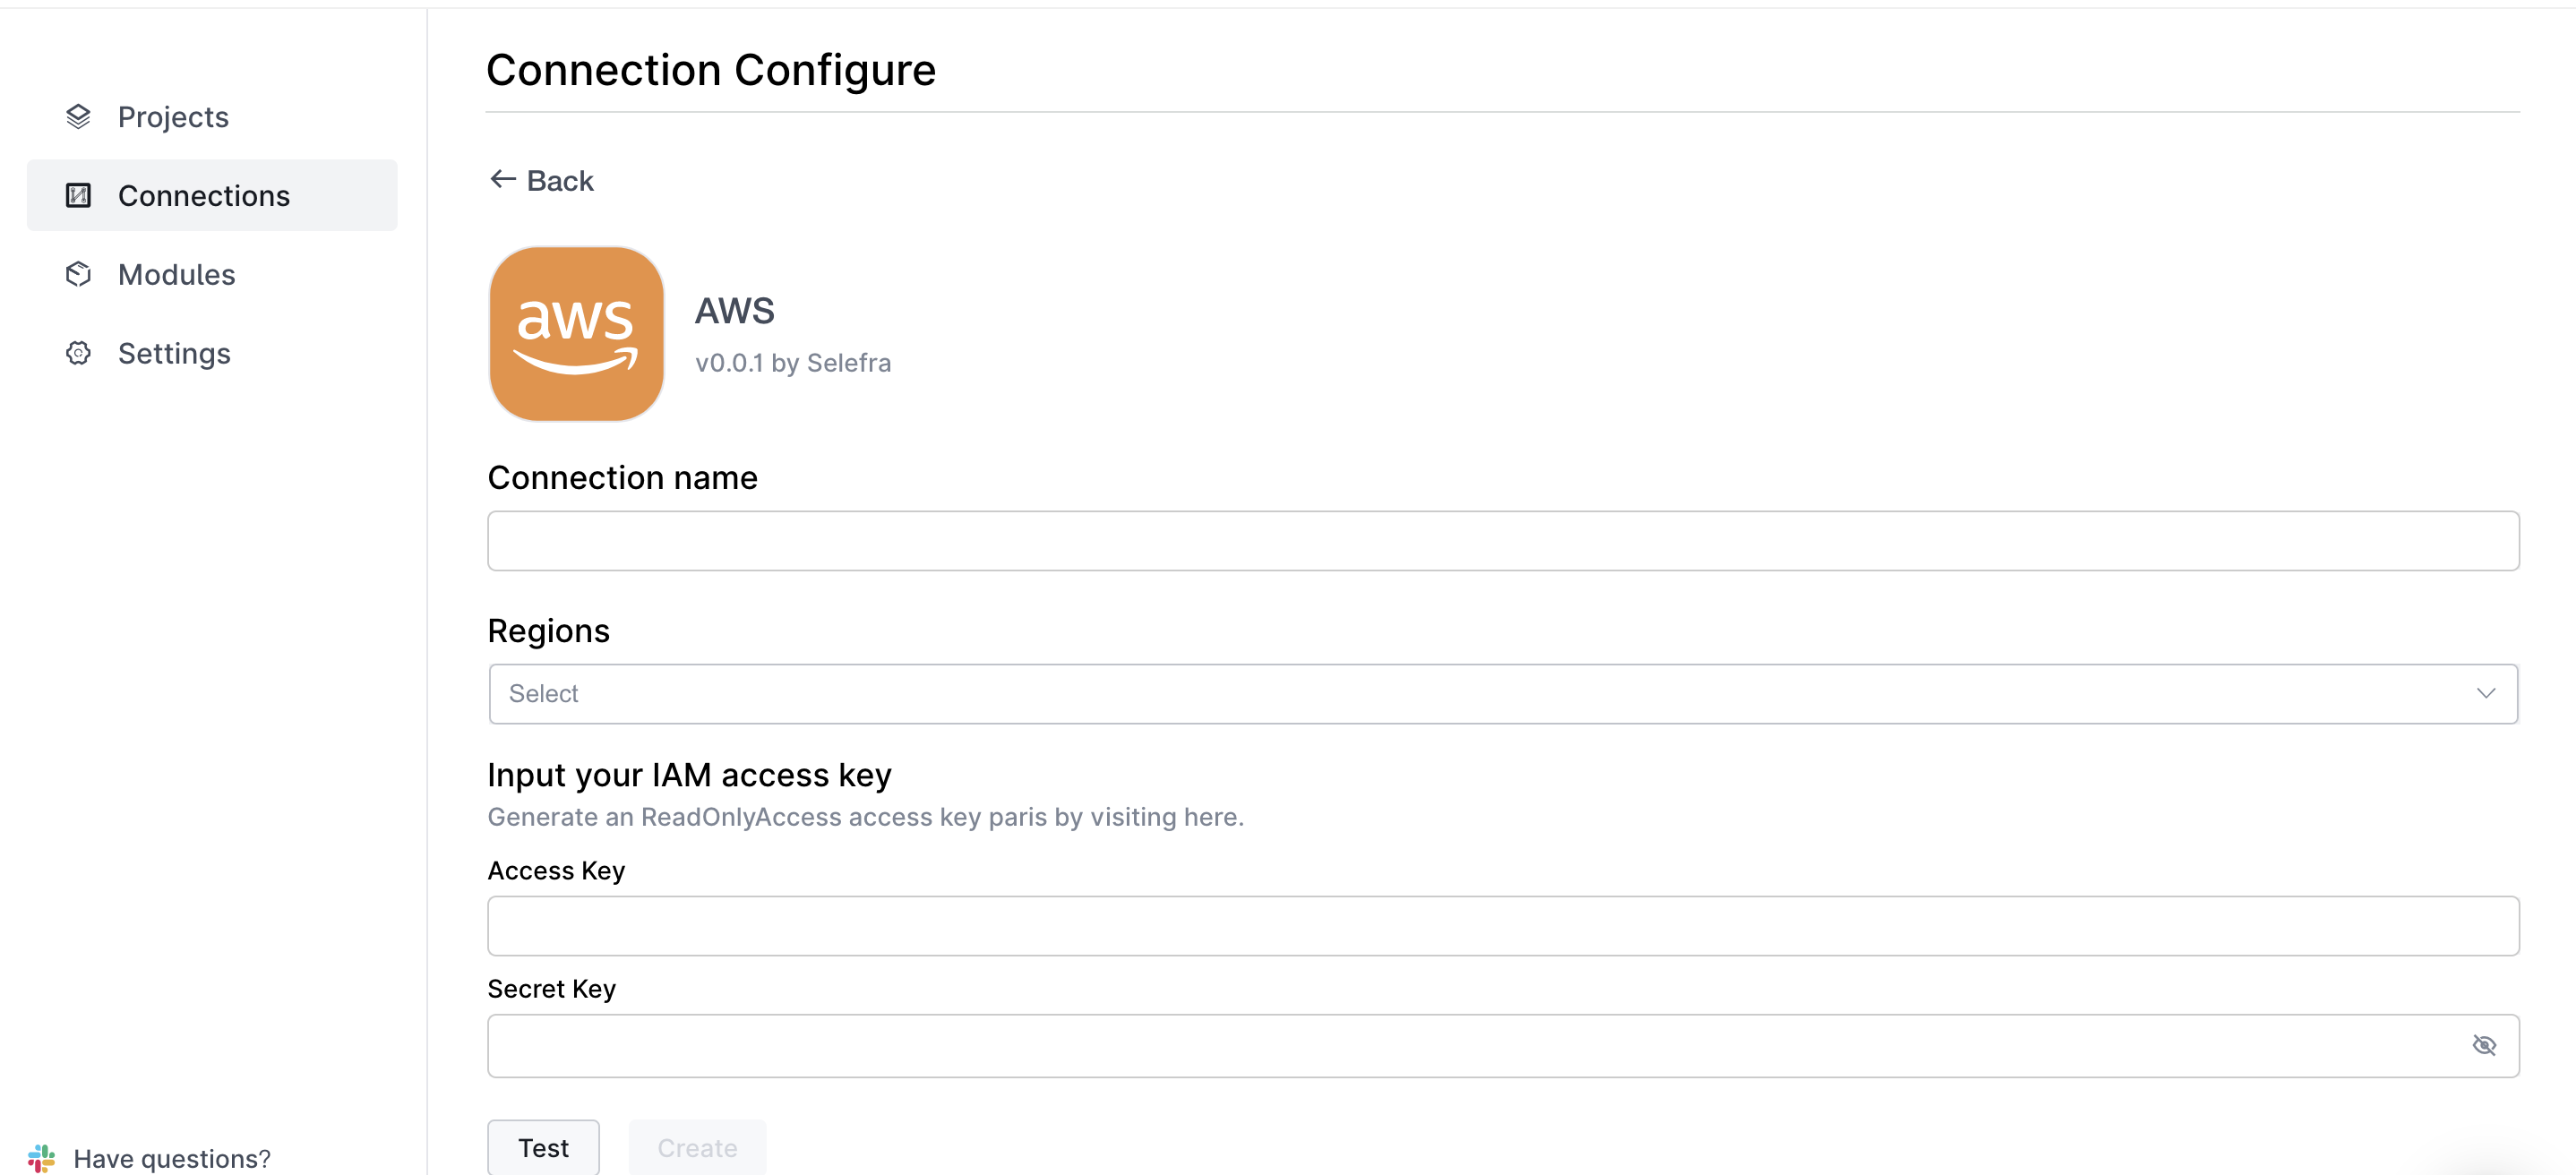 Connection Configure
Projects
Connections
Modules
Settings
Back
aws
AWS
v0.0.1 by Selefra
Connection name
Regions
Select
Input your IAM access key
Generate an ReadOnlyAccess access key paris by visiting here.
Access Key
Secret Key
Test
Create
Have questions?